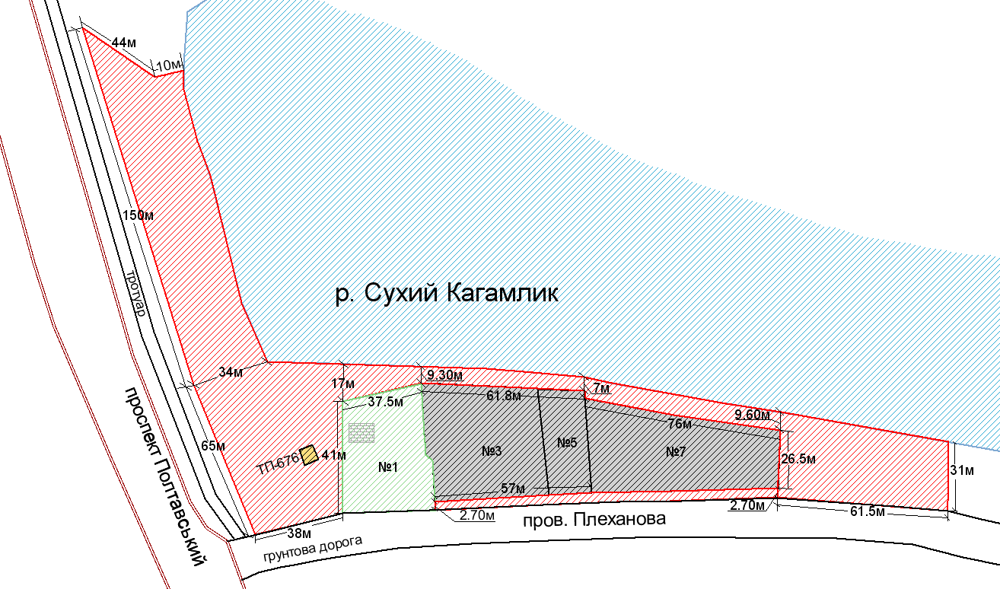 44м
10м
150м
тротуар
р. Сухий Кагамлик
34м
17м
9.30м
7м
37.5м
61.8м
9.60м
76м
проспект Полтавський
65м
ТП-676
41м
№1
№3
№5
№7
26.5м
31м
57м
2.70м
2.70м
пров. Плеханова
61.5м
38м
грунтова дорога